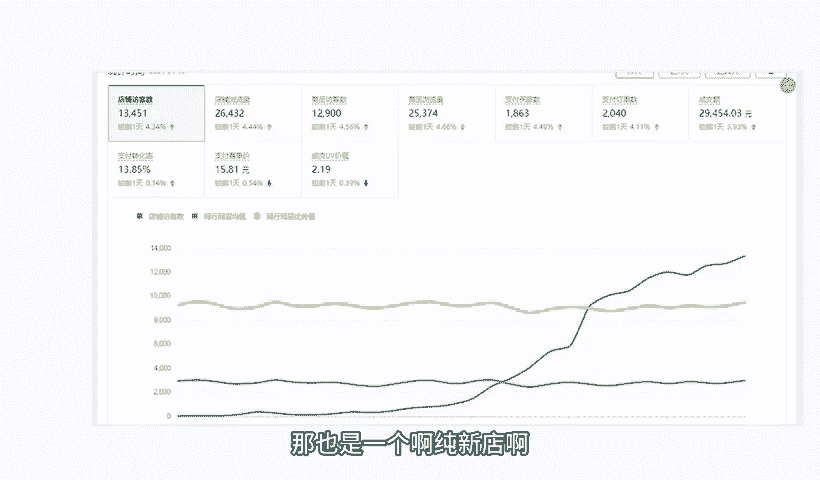 店铺访客数 店铺浏览量 商品访客数 商品浏览量 支付买家数 支付订单数 成交额
13,451 26,432 12,900 25,374 1,863 2,040 29,454.03 元
较前1天 4.34% 较前1天 4.44% 较前1天 4.56% 较前1天 4.66% 较前1天 4.49% 较前1天 4.11% 较前1天 3.93%
支付转化率 支付客单价 成交UV价值
13.85% 15.81 元 2.19
较前1天 0.14% 较前1天 0.54% 较前1天 0.39%
店铺访客数 同行同层均值 同行同层优秀值
14,000
12,000
10,000
8,000
6,000
4,000
2,000
0
那也是一个啊纯新店啊